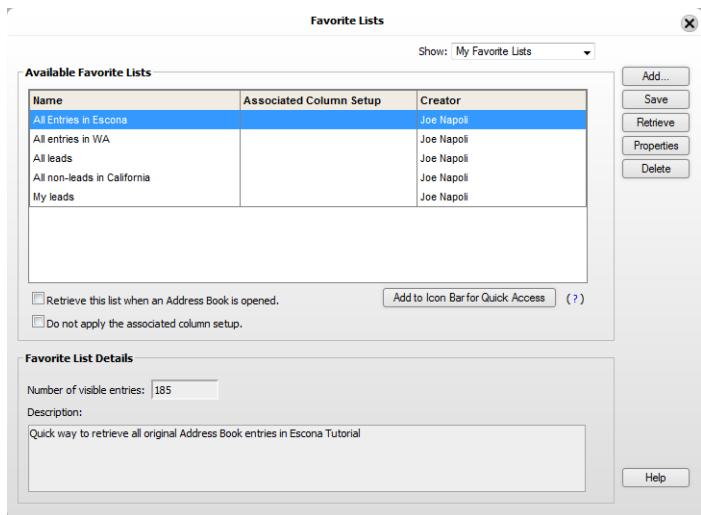 Favorite Lists
Show: My Favorite Lists
Available Favorite Lists
Add...
Name Associated Column Setup Creator
Save
All Entries in Escona Joe Napoli
Retrieve
All entries in WA Joe Napoli
Properties
All leads Joe Napoli
Delete
All non-leads in California Joe Napoli
My leads Joe Napoli
Retrieve this list when an Address Book is opened.
Add to Icon Bar for Quick Access (?)
Do not apply the associated column setup.
Favorite List Details
Number of visible entries: 185
Description:
Quick way to retrieve all original Address Book entries in Escona Tutorial
Help